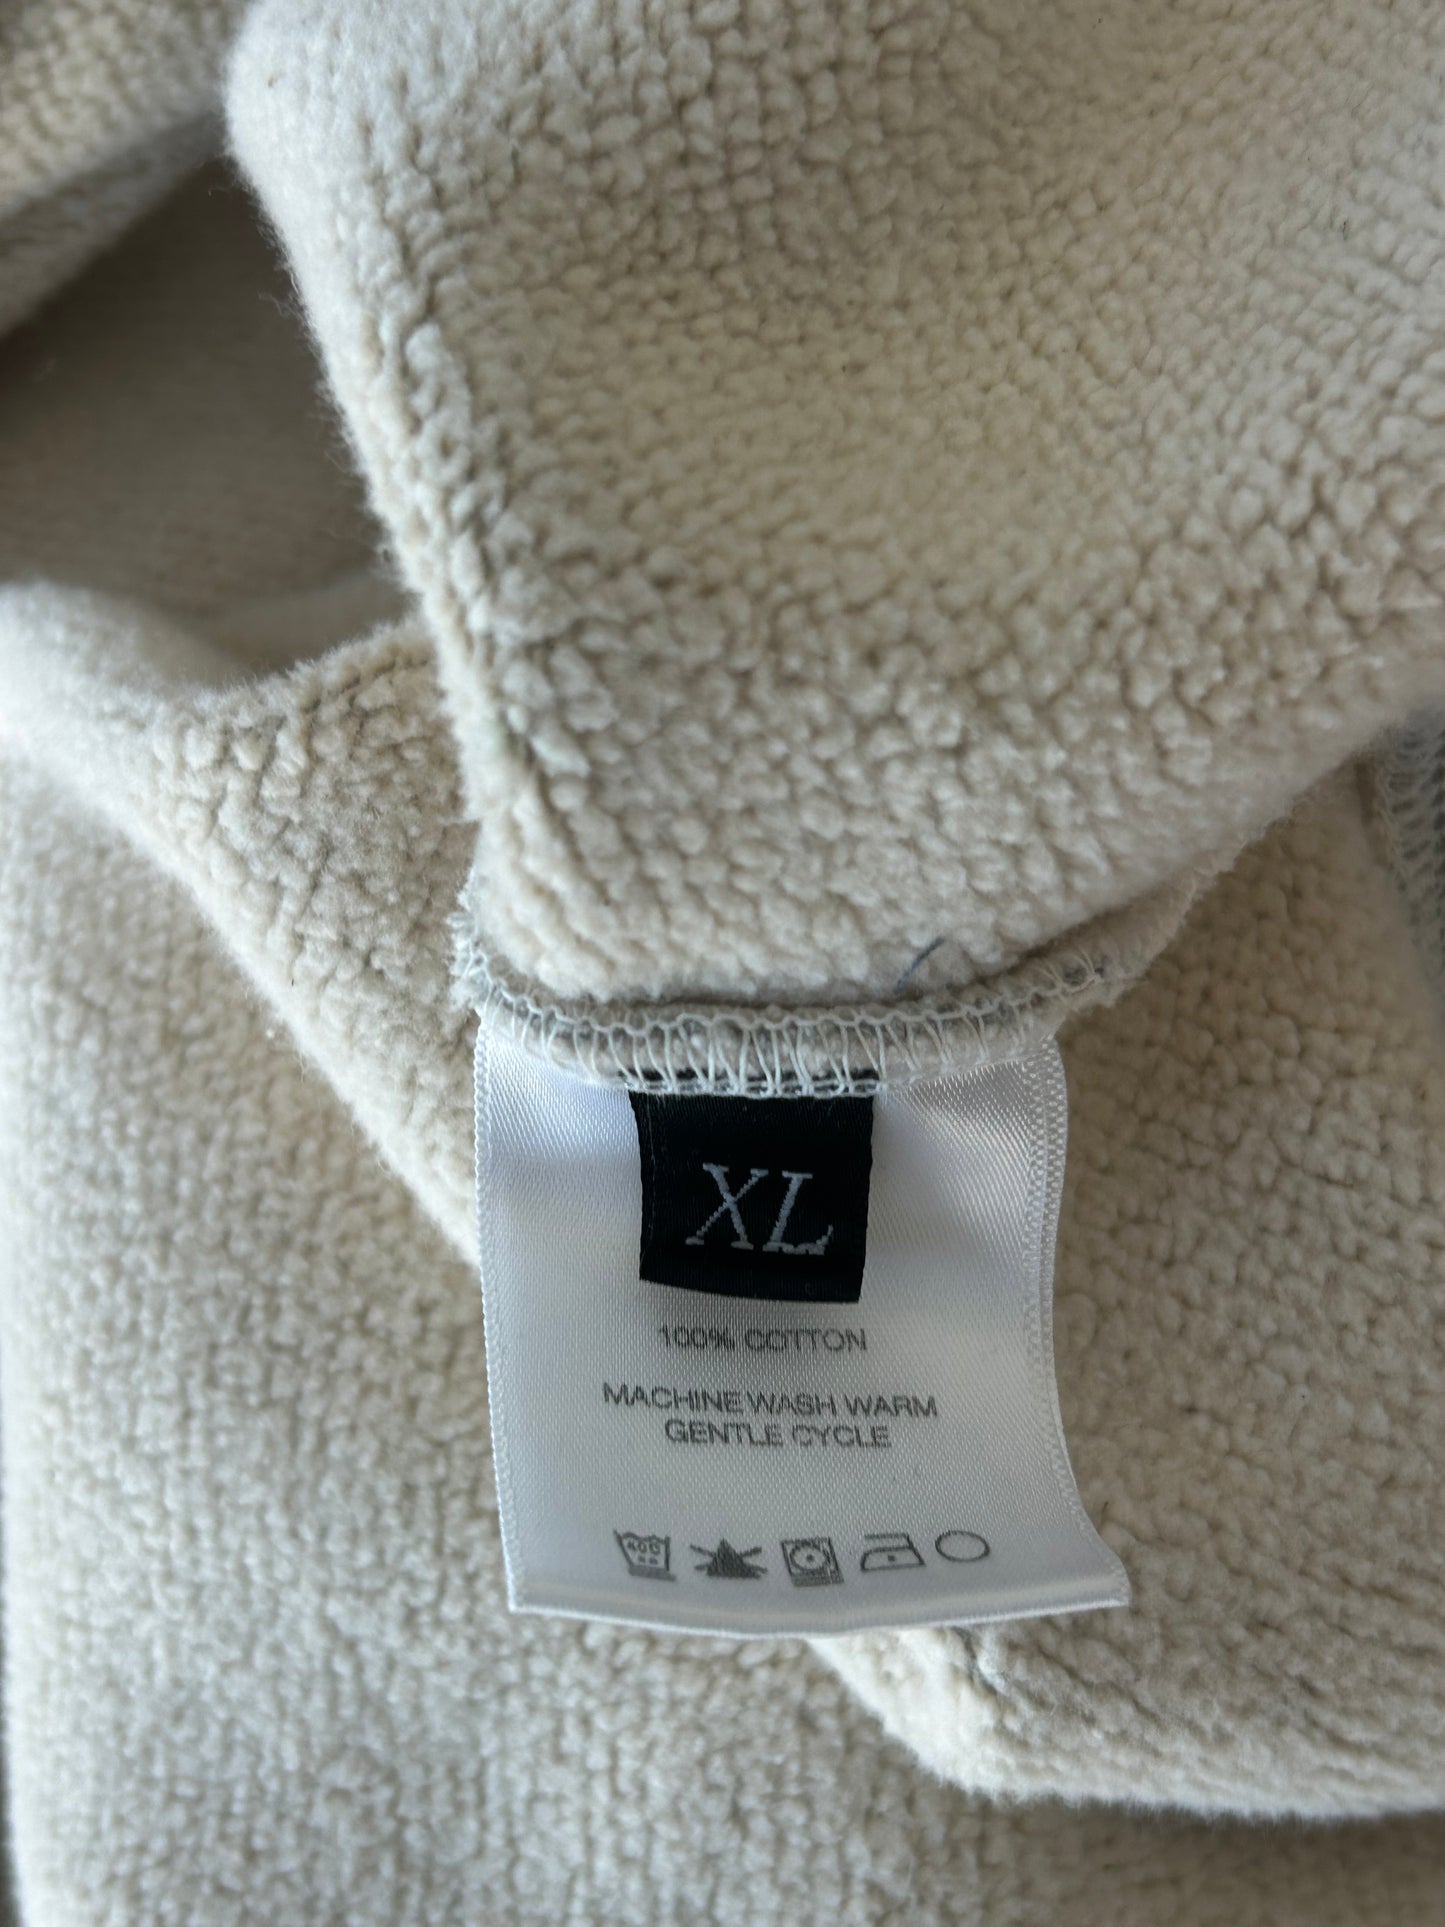 XL
100% COTTON
MACHINE WASH WARM
GENTLE CYCLE